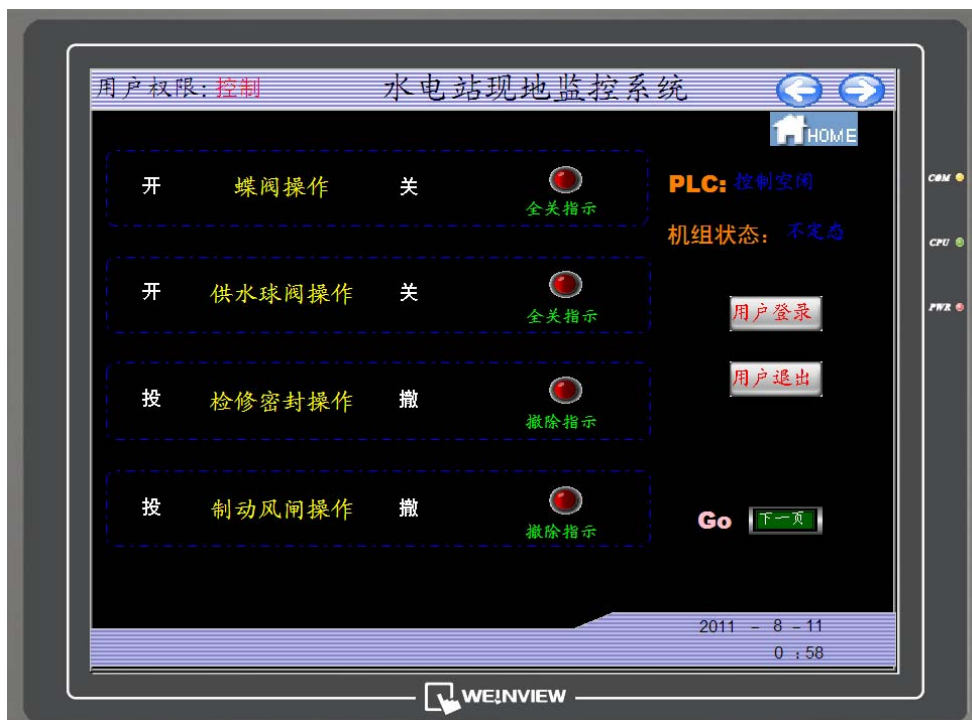 用户权限:控制 水电站现地监控系统
HOME
开 蝶阀操作 关
全关指示
PLC: 控制空闲
机组状态： 不定态
开 供水球阀操作 关
全关指示
用户登录
投 检修密封操作 撤
撤除指示
用户退出
投 制动风闸操作 撤
撤除指示
Go 下一页
2011 - 8 - 11
0 : 58
COM
CPU
PWR
WE!NVIEW